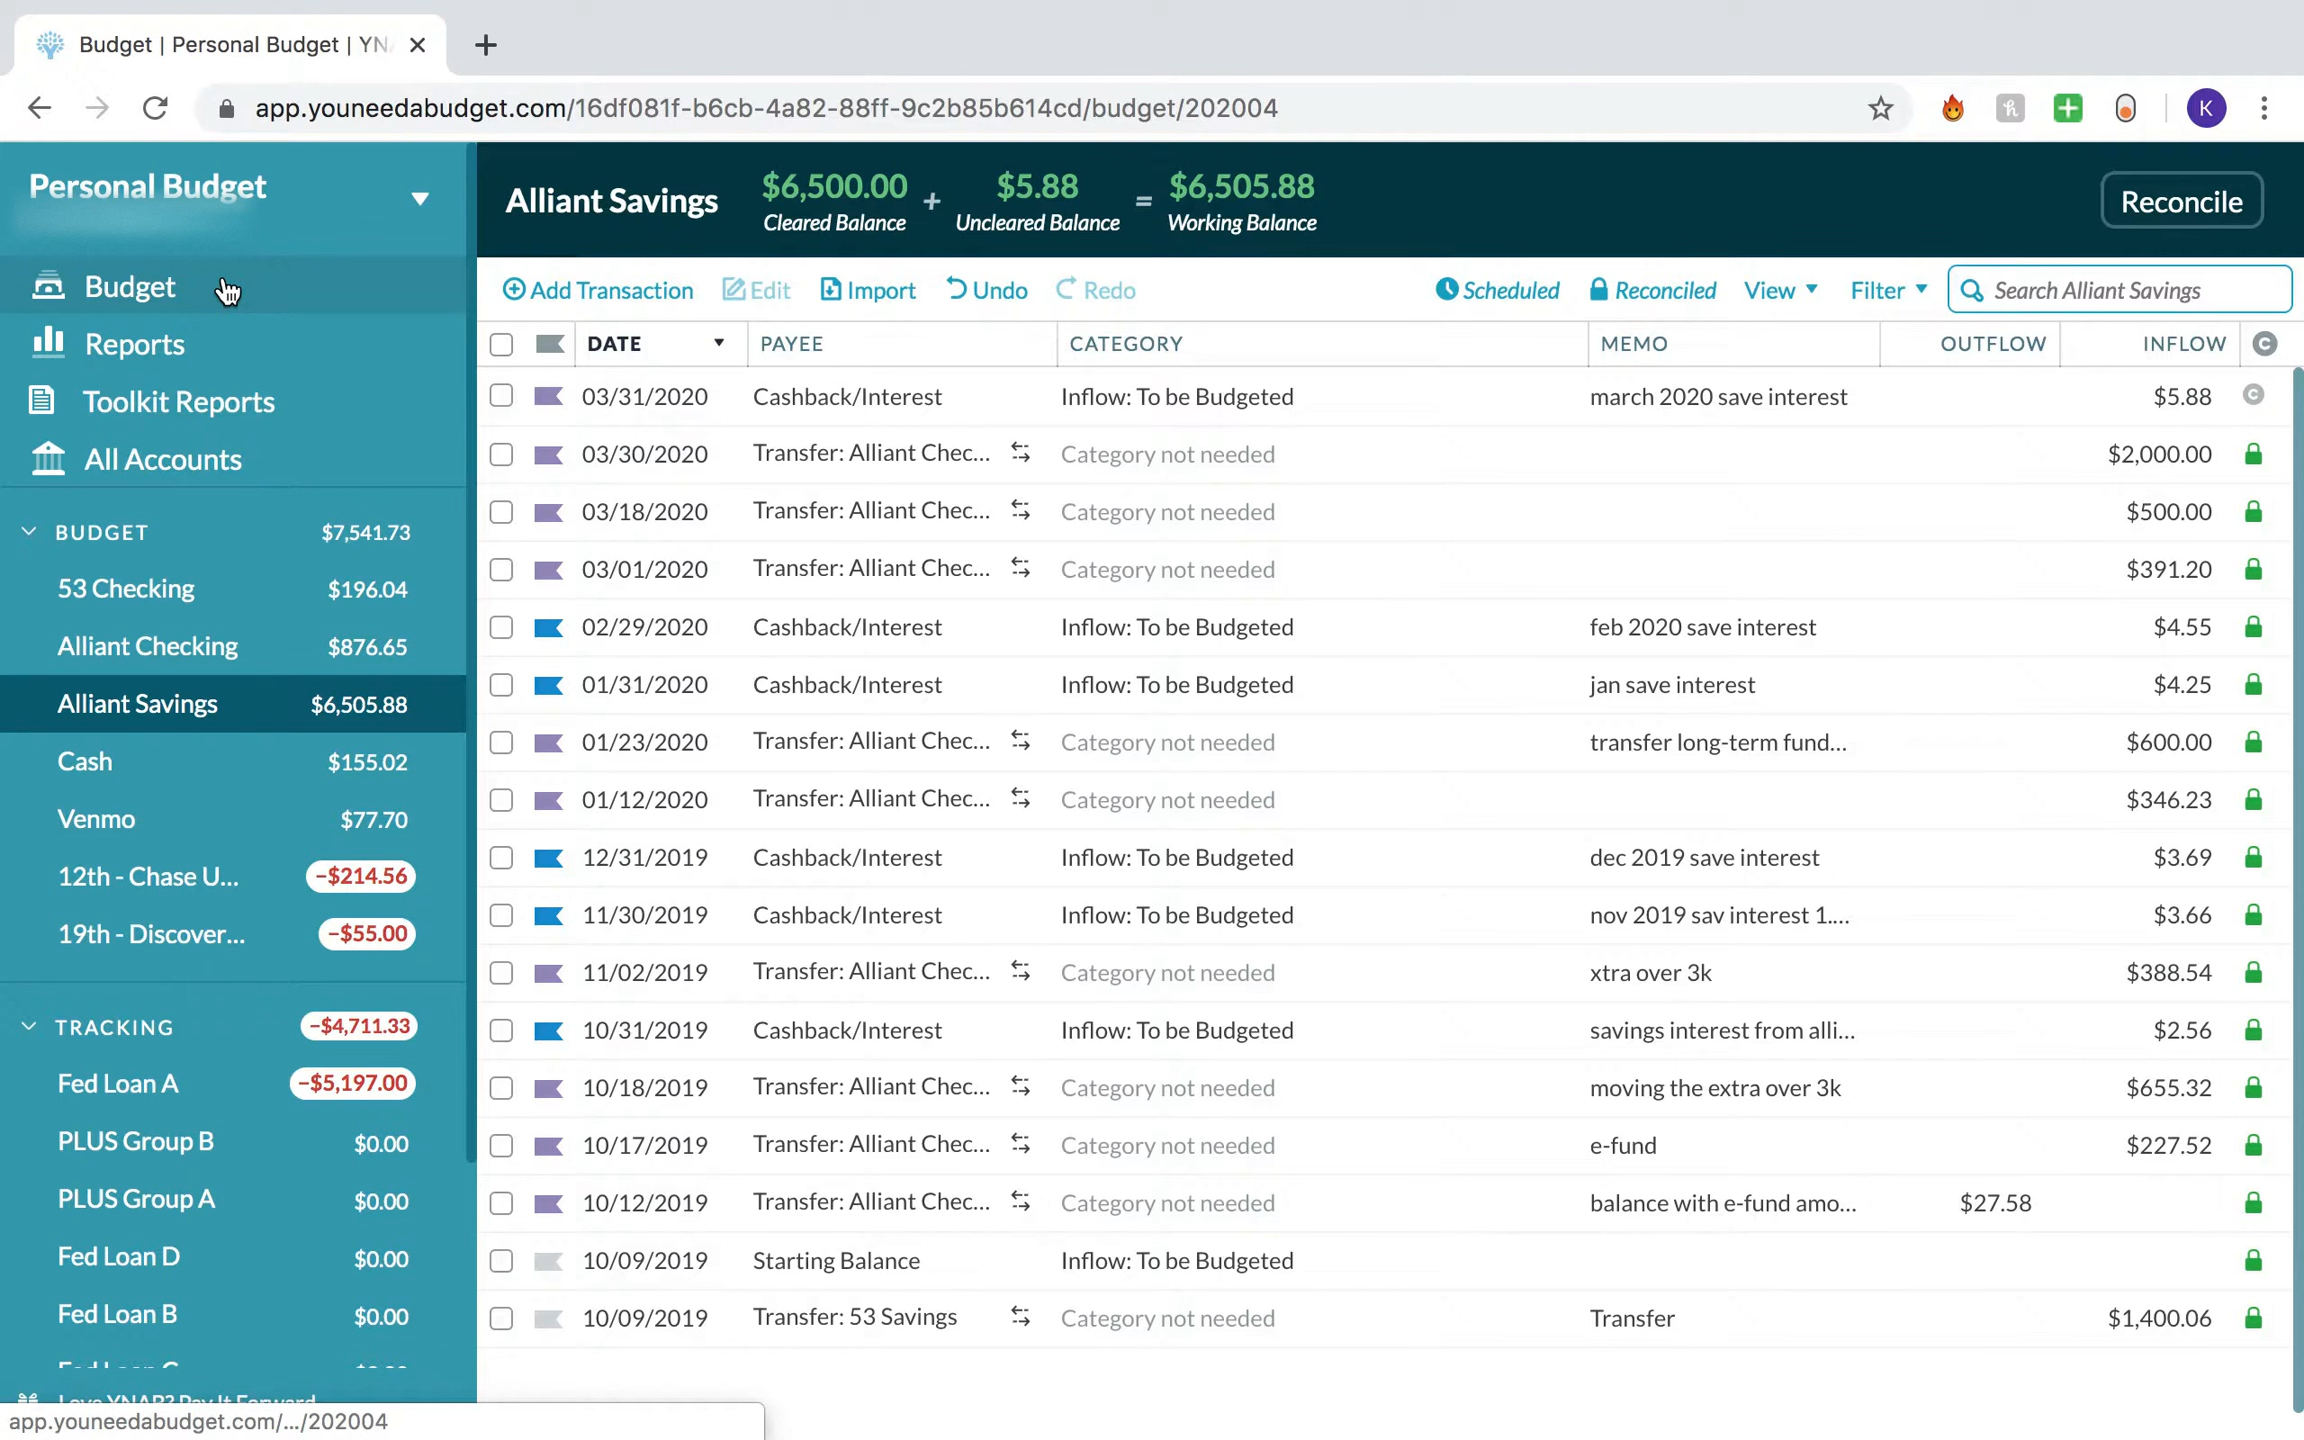 Budget | Personal Budget | YN
app.youneedabudget.com/16df081f-b6cb-4a82-88ff-9c2b85b614cd/budget/202004
K
Personal Budget
Budget
Reports
Toolkit Reports
All Accounts
BUDGET $7,541.73
53 Checking $196.04
Alliant Checking $876.65
Alliant Savings $6,505.88
Cash $155.02
Venmo $77.70
12th - Chase U... −$214.56
19th - Discover... −$55.00
TRACKING −$4,711.33
Fed Loan A −$5,197.00
PLUS Group B $0.00
PLUS Group A $0.00
Fed Loan D $0.00
Fed Loan B $0.00
Love YNAB? Pay It Forward
app.youneedabudget.com/.../202004
Alliant Savings
$6,500.00 + $5.88 = $6,505.88
Cleared Balance Uncleared Balance Working Balance
Reconcile
Add Transaction Edit Import Undo Redo Scheduled Reconciled View Filter Search Alliant Savings
DATE PAYEE CATEGORY MEMO OUTFLOW INFLOW C
03/31/2020 Cashback/Interest Inflow: To be Budgeted march 2020 save interest $5.88 C
03/30/2020 Transfer: Alliant Chec... Category not needed $2,000.00
03/18/2020 Transfer: Alliant Chec... Category not needed $500.00
03/01/2020 Transfer: Alliant Chec... Category not needed $391.20
02/29/2020 Cashback/Interest Inflow: To be Budgeted feb 2020 save interest $4.55
01/31/2020 Cashback/Interest Inflow: To be Budgeted jan save interest $4.25
01/23/2020 Transfer: Alliant Chec... Category not needed transfer long-term fund... $600.00
01/12/2020 Transfer: Alliant Chec... Category not needed $346.23
12/31/2019 Cashback/Interest Inflow: To be Budgeted dec 2019 save interest $3.69
11/30/2019 Cashback/Interest Inflow: To be Budgeted nov 2019 sav interest 1.... $3.66
11/02/2019 Transfer: Alliant Chec... Category not needed xtra over 3k $388.54
10/31/2019 Cashback/Interest Inflow: To be Budgeted savings interest from alli... $2.56
10/18/2019 Transfer: Alliant Chec... Category not needed moving the extra over 3k $655.32
10/17/2019 Transfer: Alliant Chec... Category not needed e-fund $227.52
10/12/2019 Transfer: Alliant Chec... Category not needed balance with e-fund amo... $27.58
10/09/2019 Starting Balance Inflow: To be Budgeted
10/09/2019 Transfer: 53 Savings Category not needed Transfer $1,400.06